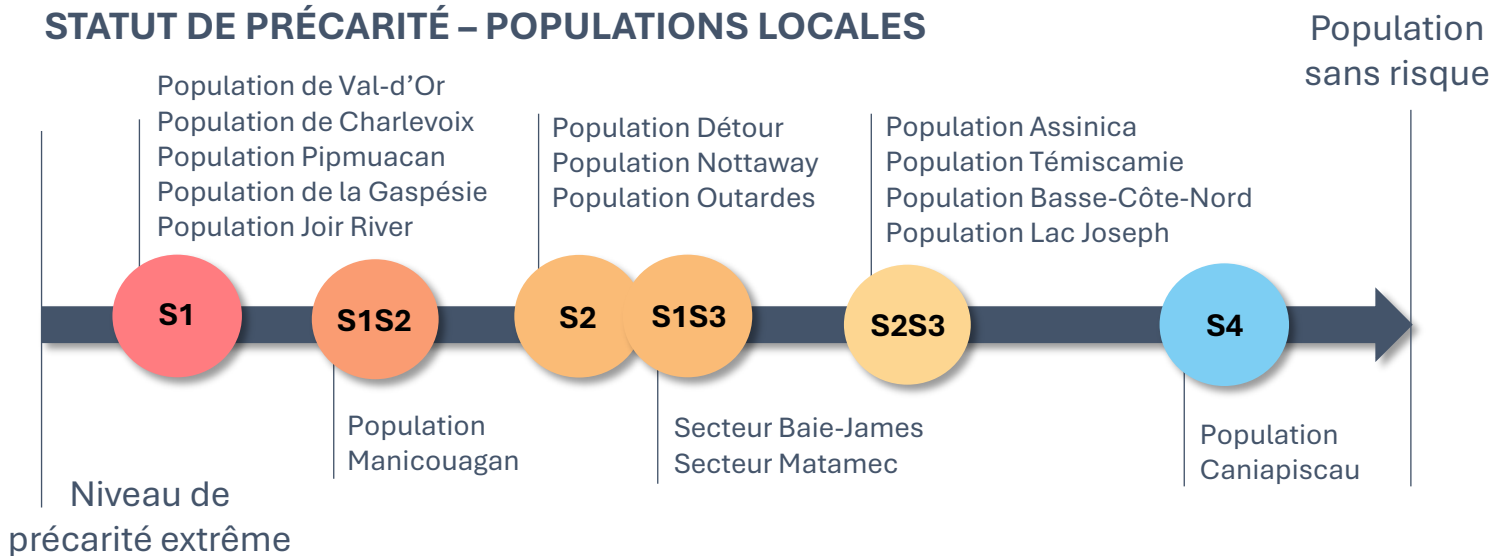 STATUT DE PRÉCARITÉ – POPULATIONS LOCALES
Population
sans risque
Population de Val-d'Or
Population de Charlevoix
Population Pipmuacan
Population de la Gaspésie
Population Joir River
Population Détour
Population Nottaway
Population Outardes
Population Assinica
Population Témiscamie
Population Basse-Côte-Nord
Population Lac Joseph
S1
S1S2
S2
S1S3
S2S3
S4
Population
Manicouagan
Secteur Baie-James
Secteur Matamec
Population
Caniapiscau
Niveau de
précarité extrême